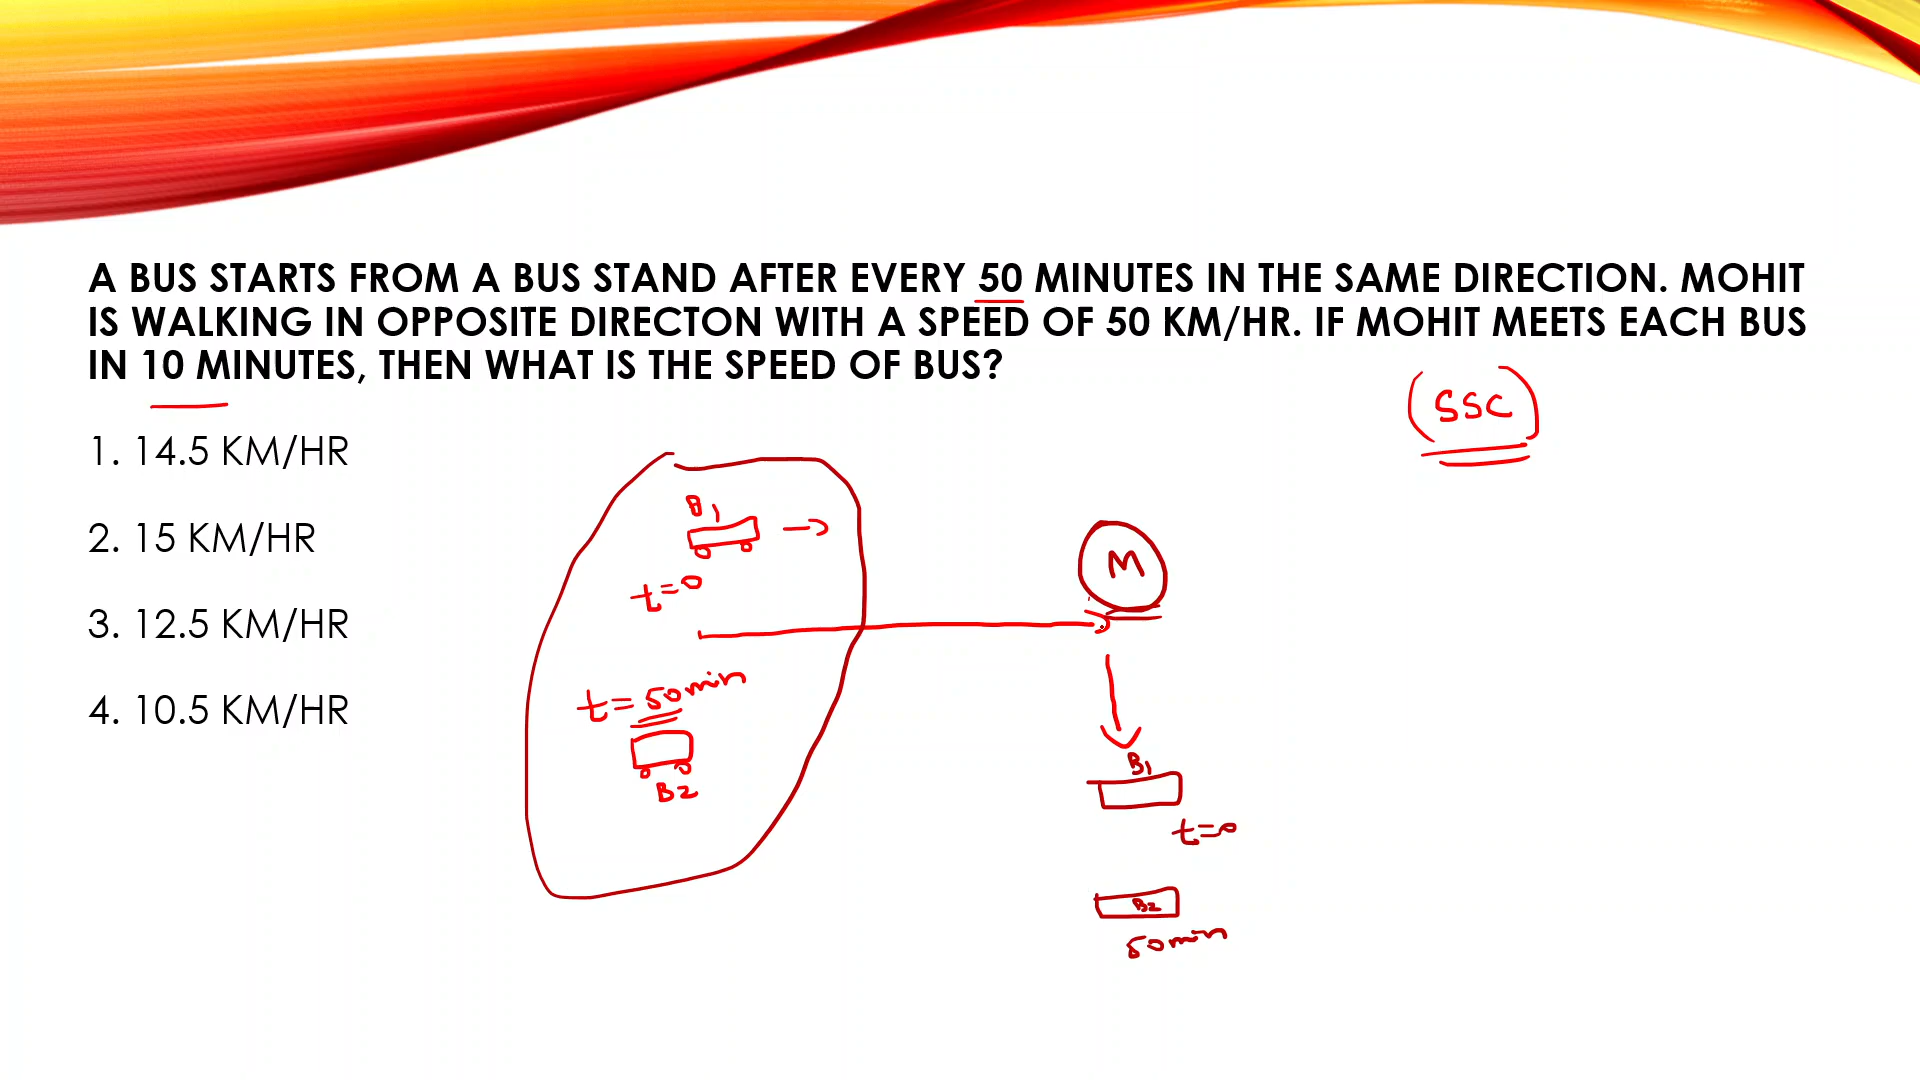 A BUS STARTS FROM A BUS STAND AFTER EVERY 50 MINUTES IN THE SAME DIRECTION. MOHIT
IS WALKING IN OPPOSITE DIRECTON WITH A SPEED OF 50 KM/HR. IF MOHIT MEETS EACH BUS
IN 10 MINUTES, THEN WHAT IS THE SPEED OF BUS?
(SSC)
1. 14.5 KM/HR
2. 15 KM/HR
3. 12.5 KM/HR
4. 10.5 KM/HR
B1
t=0
t=50min
B2
M
B1
t=0
B2
50min